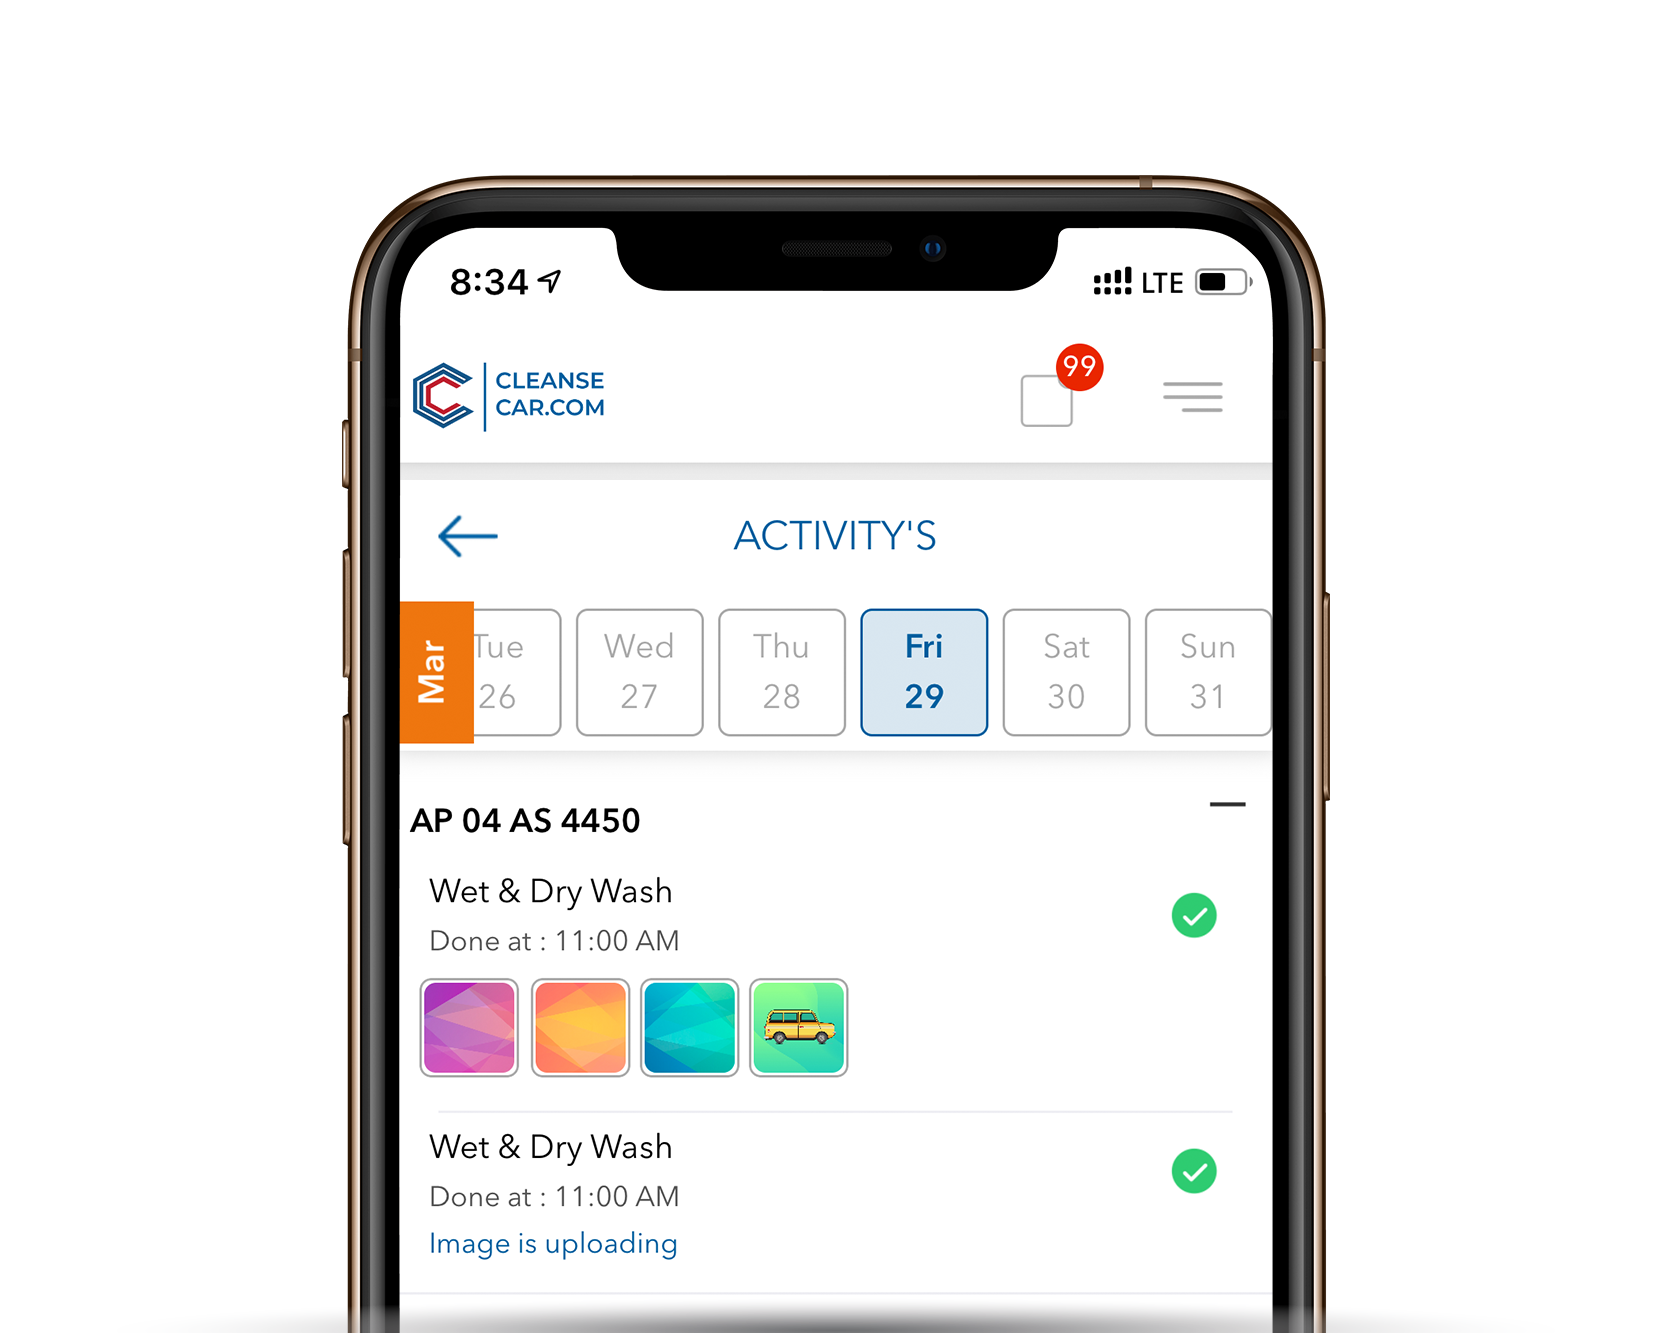 8:34
LTE
CLEANSE
CAR.COM
99
ACTIVITY'S
Mar
Tue
26
Wed
27
Thu
28
Fri
29
Sat
30
Sun
31
AP 04 AS 4450
Wet & Dry Wash
Done at : 11:00 AM
Wet & Dry Wash
Done at : 11:00 AM
Image is uploading